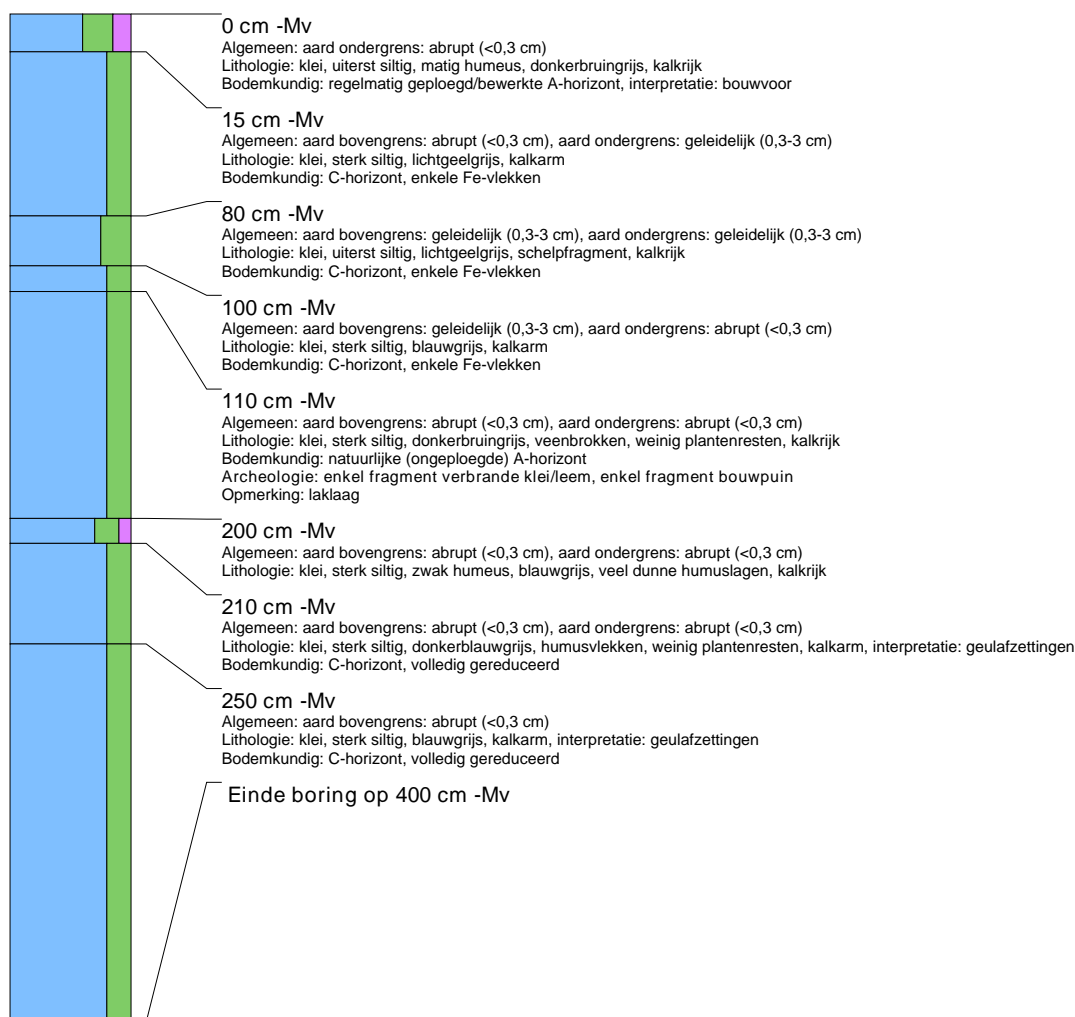 0 cm -Mv
Algemeen: aard ondergrens: abrupt (<0,3 cm)
Lithologie: klei, uiterst siltig, matig humeus, donkerbruingrijs, kalkrijk
Bodemkundig: regelmatig geploegd/bewerkte A-horizont, interpretatie: bouwvoor
15 cm -Mv
Algemeen: aard bovengrens: abrupt (<0,3 cm), aard ondergrens: geleidelijk (0,3-3 cm)
Lithologie: klei, sterk siltig, lichtgeelgrijs, kalkarm
Bodemkundig: C-horizont, enkele Fe-vlekken
80 cm -Mv
Algemeen: aard bovengrens: geleidelijk (0,3-3 cm), aard ondergrens: geleidelijk (0,3-3 cm)
Lithologie: klei, uiterst siltig, lichtgeelgrijs, schelpfragment, kalkrijk
Bodemkundig: C-horizont, enkele Fe-vlekken
100 cm -Mv
Algemeen: aard bovengrens: geleidelijk (0,3-3 cm), aard ondergrens: abrupt (<0,3 cm)
Lithologie: klei, sterk siltig, blauwgrijs, kalkarm
Bodemkundig: C-horizont, enkele Fe-vlekken
110 cm -Mv
Algemeen: aard bovengrens: abrupt (<0,3 cm), aard ondergrens: abrupt (<0,3 cm)
Lithologie: klei, sterk siltig, donkerbruingrijs, veenbrokken, weinig plantenresten, kalkrijk
Bodemkundig: natuurlijke (ongeploegde) A-horizont
Archeologie: enkel fragment verbrande klei/leem, enkel fragment bouwpuin
Opmerking: laklaag
200 cm -Mv
Algemeen: aard bovengrens: abrupt (<0,3 cm), aard ondergrens: abrupt (<0,3 cm)
Lithologie: klei, sterk siltig, zwak humeus, blauwgrijs, veel dunne humuslagen, kalkrijk
210 cm -Mv
Algemeen: aard bovengrens: abrupt (<0,3 cm), aard ondergrens: abrupt (<0,3 cm)
Lithologie: klei, sterk siltig, donkerblauwgrijs, humusvlekken, weinig plantenresten, kalkarm, interpretatie: geulafzettingen
Bodemkundig: C-horizont, volledig gereduceerd
250 cm -Mv
Algemeen: aard bovengrens: abrupt (<0,3 cm)
Lithologie: klei, sterk siltig, blauwgrijs, kalkarm, interpretatie: geulafzettingen
Bodemkundig: C-horizont, volledig gereduceerd
Einde boring op 400 cm -Mv